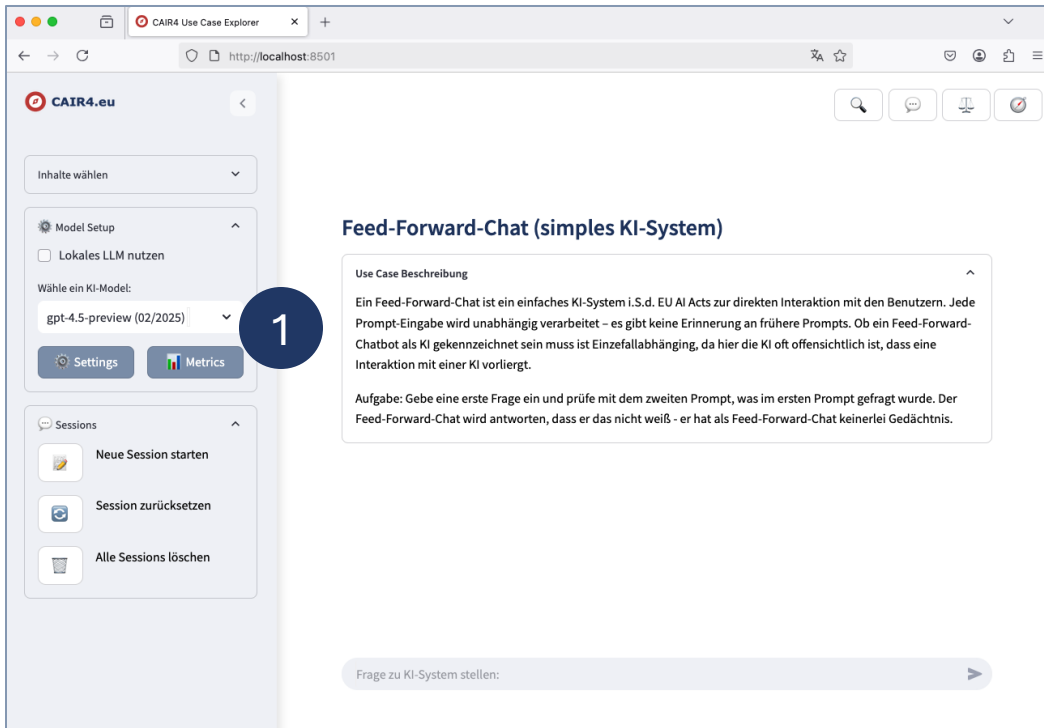 CAIR4 Use Case Explorer
http://localhost:8501
CAIR4.eu
Inhalte wählen
Model Setup
Lokales LLM nutzen
Wähle ein KI-Model:
gpt-4.5-preview (02/2025)
Settings
Metrics
1
Sessions
Neue Session starten
Session zurücksetzen
Alle Sessions löschen
Feed-Forward-Chat (simples KI-System)
Use Case Beschreibung
Ein Feed-Forward-Chat ist ein einfaches KI-System i.S.d. EU AI Acts zur direkten Interaktion mit den Benutzern. Jede
Prompt-Eingabe wird unabhängig verarbeitet – es gibt keine Erinnerung an frühere Prompts. Ob ein Feed-Forward-
Chatbot als KI gekennzeichnet sein muss ist Einzefallabhänging, da hier die KI oft offensichtlich ist, dass eine
Interaktion mit einer KI vorliergt.
Aufgabe: Gebe eine erste Frage ein und prüfe mit dem zweiten Prompt, was im ersten Prompt gefragt wurde. Der
Feed-Forward-Chat wird antworten, dass er das nicht weiß - er hat als Feed-Forward-Chat keinerlei Gedächtnis.
Frage zu KI-System stellen: